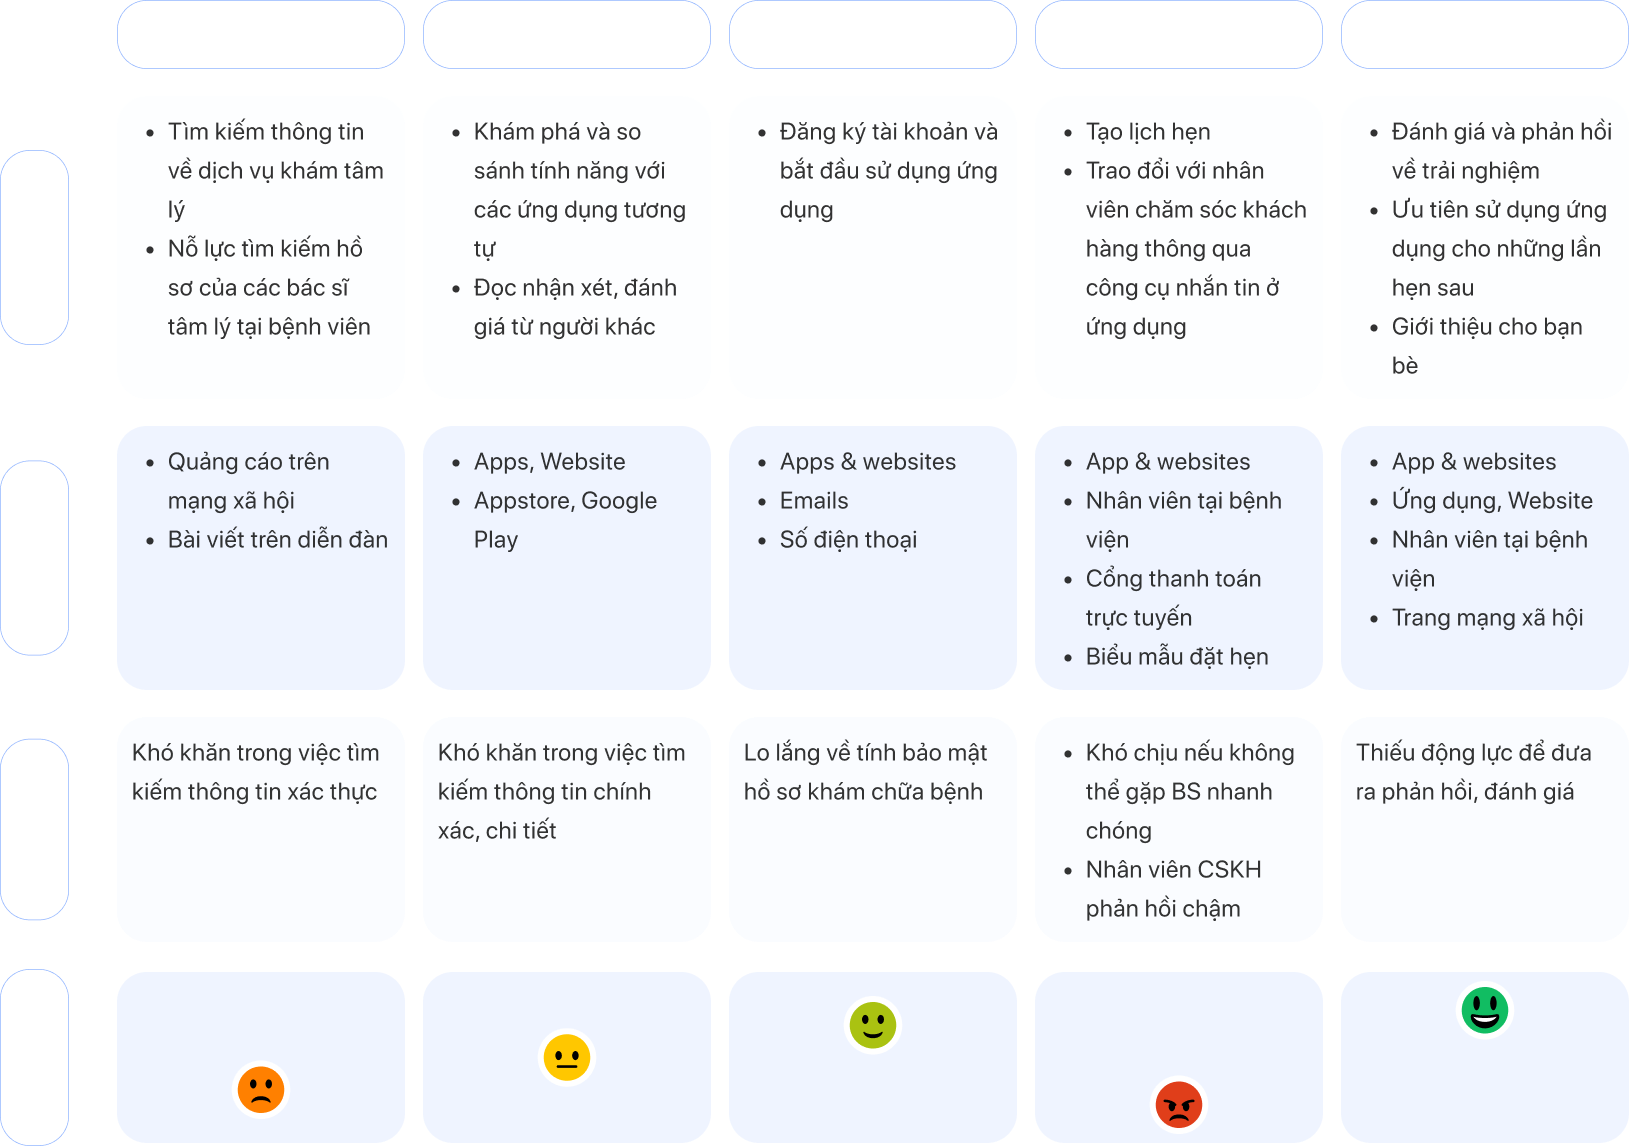 Tìm kiếm thông tin
về dịch vụ khám tâm
lý
Nỗ lực tìm kiếm hồ
sơ của các bác sĩ
tâm lý tại bệnh viên
Khám phá và so
sánh tính năng với
các ứng dụng tương
tự
Đọc nhận xét, đánh
giá từ người khác
Đăng ký tài khoản và
bắt đầu sử dụng ứng
dụng
Tạo lịch hẹn
Trao đổi với nhân
viên chăm sóc khách
hàng thông qua
công cụ nhắn tin ở
ứng dụng
Đánh giá và phản hồi
về trải nghiệm
Ưu tiên sử dụng ứng
dụng cho những lần
hẹn sau
Giới thiệu cho bạn
bè
Quảng cáo trên
mạng xã hội
Bài viết trên diễn đàn
Apps, Website
Appstore, Google
Play
Apps & websites
Emails
Số điện thoại
App & websites
Nhân viên tại bệnh
viện
Cổng thanh toán
trực tuyến
Biểu mẫu đặt hẹn
App & websites
Ứng dụng, Website
Nhân viên tại bệnh
viện
Trang mạng xã hội
Khó khăn trong việc tìm
kiếm thông tin xác thực
Khó khăn trong việc tìm
kiếm thông tin chính
xác, chi tiết
Lo lắng về tính bảo mật
hồ sơ khám chữa bệnh
Khó chịu nếu không
thể gặp BS nhanh
chóng
Nhân viên CSKH
phản hồi chậm
Thiếu động lực để đưa
ra phản hồi, đánh giá